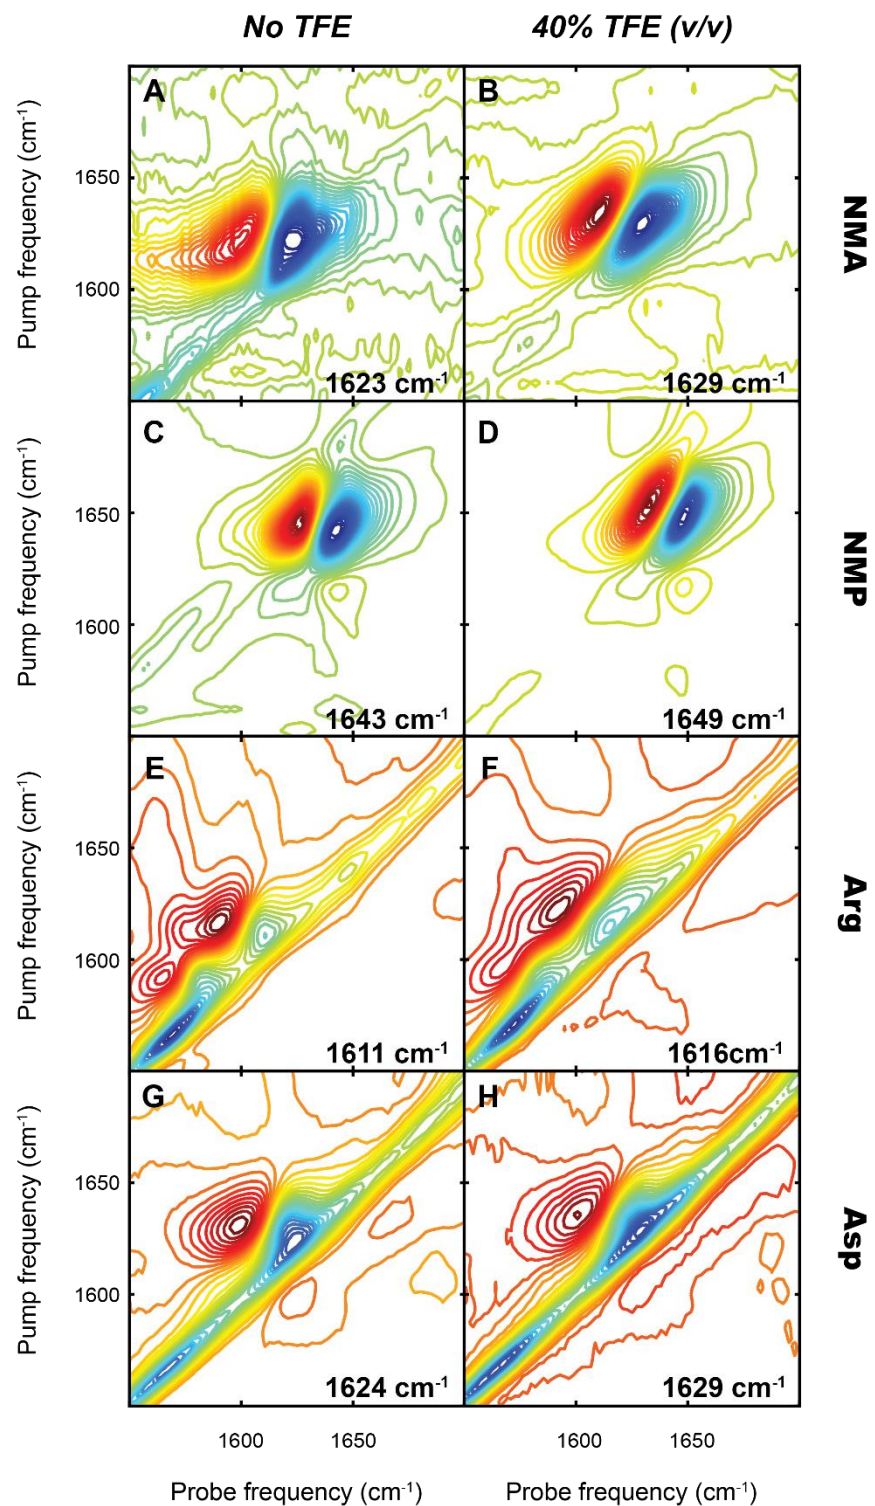 No TFE 40% TFE (v/v)
A
B
Pump frequency (cm-1)
1650
1600
1623 cm-1
1629 cm-1
NMA
C
D
Pump frequency (cm-1)
1650
1600
1643 cm-1
1649 cm-1
NMP
E
F
Pump frequency (cm-1)
1650
1600
1611 cm-1
1616cm-1
Arg
G
H
Pump frequency (cm-1)
1650
1600
1624 cm-1
1629 cm-1
Asp
1600 1650 1600 1650
Probe frequency (cm-1) Probe frequency (cm-1)